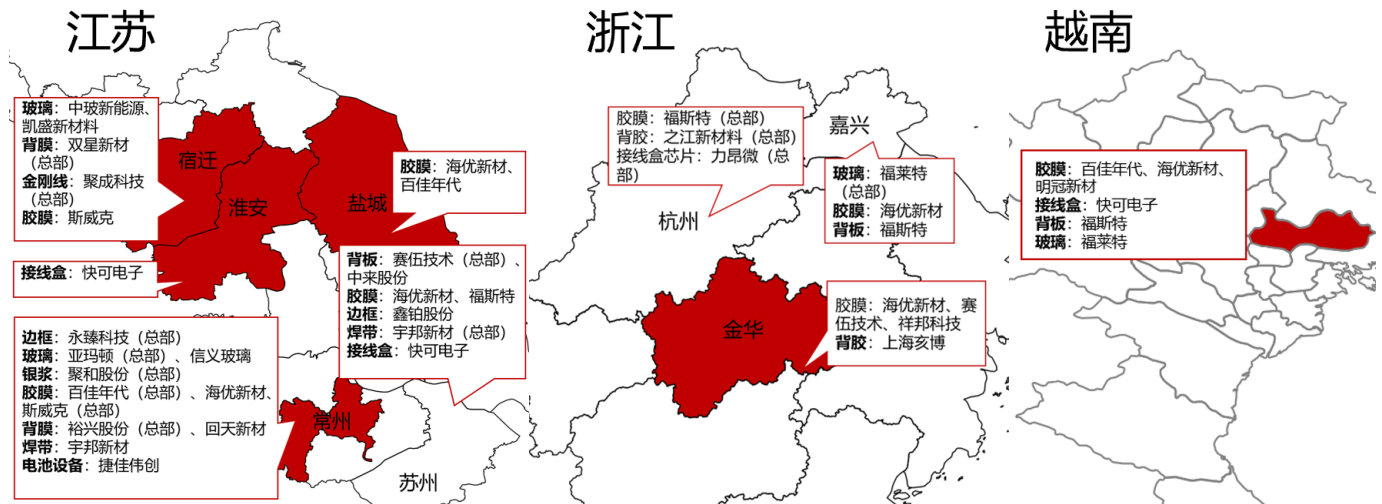 江苏
玻璃：中玻新能源、
凯盛新材料
背膜：双星新材
（总部）
金刚线：聚成科技
（总部）
胶膜：斯威克
宿迁
淮安
盐城
胶膜：海优新材、
百佳年代
接线盒：快可电子
背板：赛伍技术（总部）、
中来股份
胶膜：海优新材、福斯特
边框：鑫铂股份
焊带：宇邦新材（总部）
接线盒：快可电子
边框：永臻科技（总部）
玻璃：亚玛顿（总部）、信义玻璃
银浆：聚和股份（总部）
胶膜：百佳年代（总部）、海优新材、
斯威克（总部）
背膜：裕兴股份（总部）、回天新材
焊带：宇邦新材
电池设备：捷佳伟创
常州
苏州
浙江
胶膜：福斯特（总部）
背胶：之江新材料（总部）
接线盒芯片：力昂微（总
部）
嘉兴
玻璃：福莱特
（总部）
胶膜：海优新材
背板：福斯特
杭州
金华
胶膜：海优新材、赛
伍技术、祥邦科技
背胶：上海亥博
越南
胶膜：百佳年代、海优新材、
明冠新材
接线盒：快可电子
背板：福斯特
玻璃：福莱特